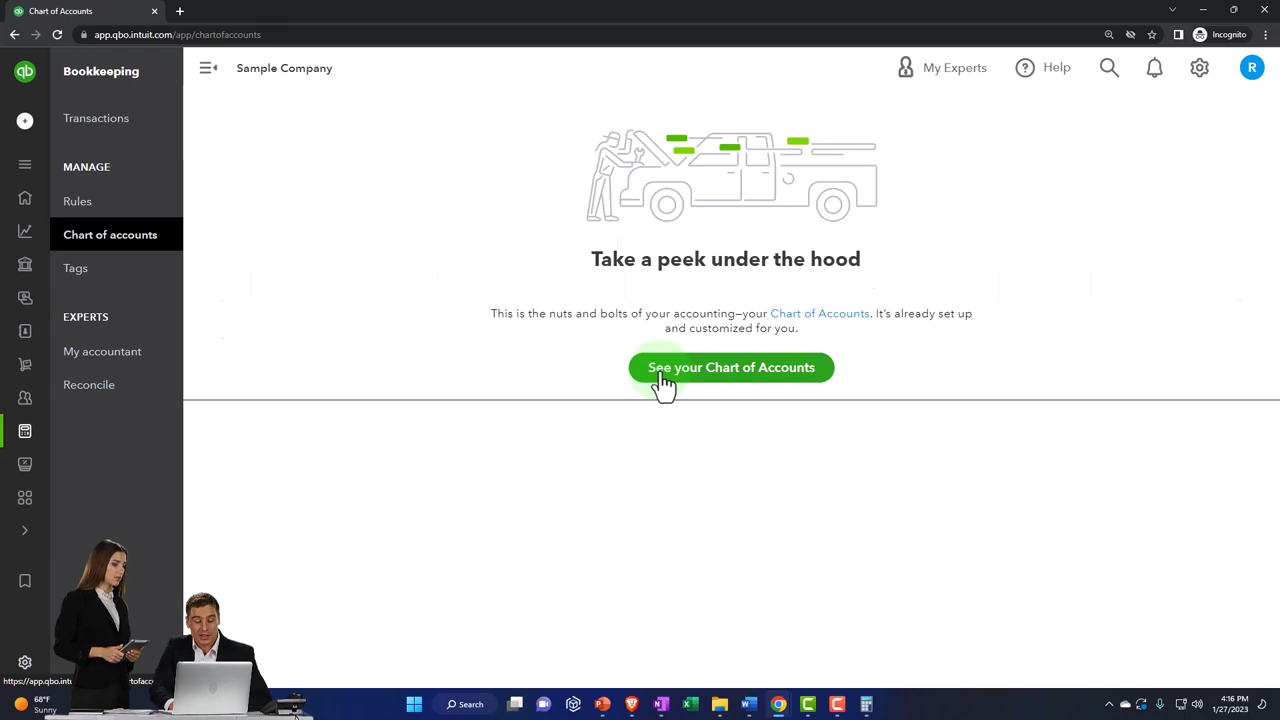 Chart of Accounts
app.qbo.intuit.com/app/chartofaccounts
Incognito
qb
Bookkeeping
Sample Company
My Experts
Help
R
Transactions
MANAGE
Rules
Chart of accounts
Tags
EXPERTS
My accountant
Reconcile
Take a peek under the hood
This is the nuts and bolts of your accounting—your Chart of Accounts. It's already set up
and customized for you.
See your Chart of Accounts
68°F
Sunny
Search
4:16 PM
1/27/2023